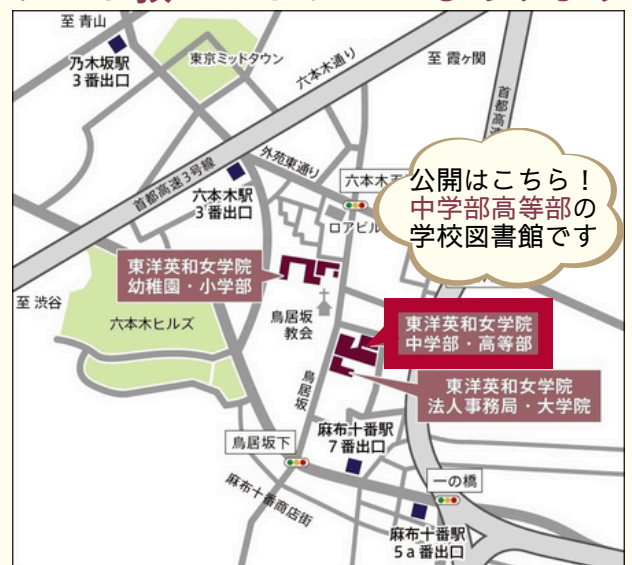 至 青山
乃木坂駅
3番出口
東京ミッドタウン
六本木通り
至 霞ヶ関
首都高
首都高速3号線
外苑東通り
六本木駅
3番出口
六本木五
ロアビル
公開はこちら！
中学部高等部の
学校図書館です
東洋英和女学院
幼稚園・小学部
至 渋谷
六本木ヒルズ
鳥居坂
教会
東洋英和女学院
中学部・高等部
東洋英和女学院
法人事務局・大学院
鳥居坂
麻布十番駅
7番出口
鳥居坂下
一の橋
麻布十番商店街
麻布十番駅
5a番出口